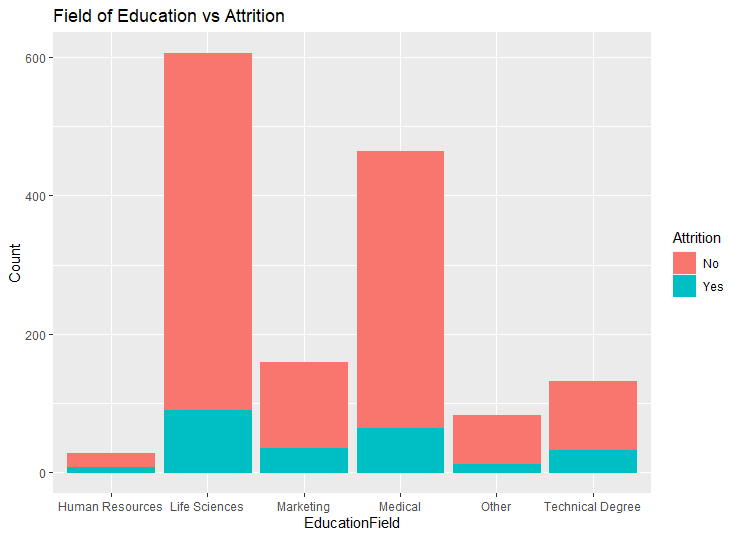 Field of Education vs Attrition
600
400
200
0
Count
Human Resources Life Sciences Marketing Medical Other Technical Degree
EducationField
Attrition
No
Yes